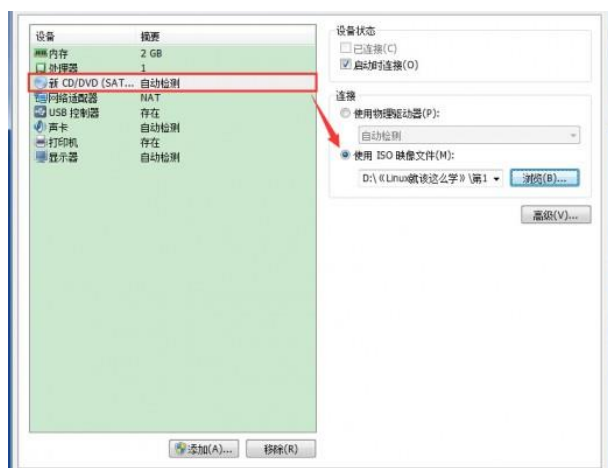 设备 摘要
内存 2 GB
处理器 1
新 CD/DVD (SAT... 自动检测
网络适配器 NAT
USB 控制器 存在
声卡 自动检测
打印机 存在
显示器 自动检测
添加(A)... 移除(R)
设备状态
已连接(C)
启动时连接(O)
连接
使用物理驱动器(P):
自动检测
使用 ISO 映像文件(M):
D:\《Linux就该这么学》\第1 浏览(B)...
高级(V)...